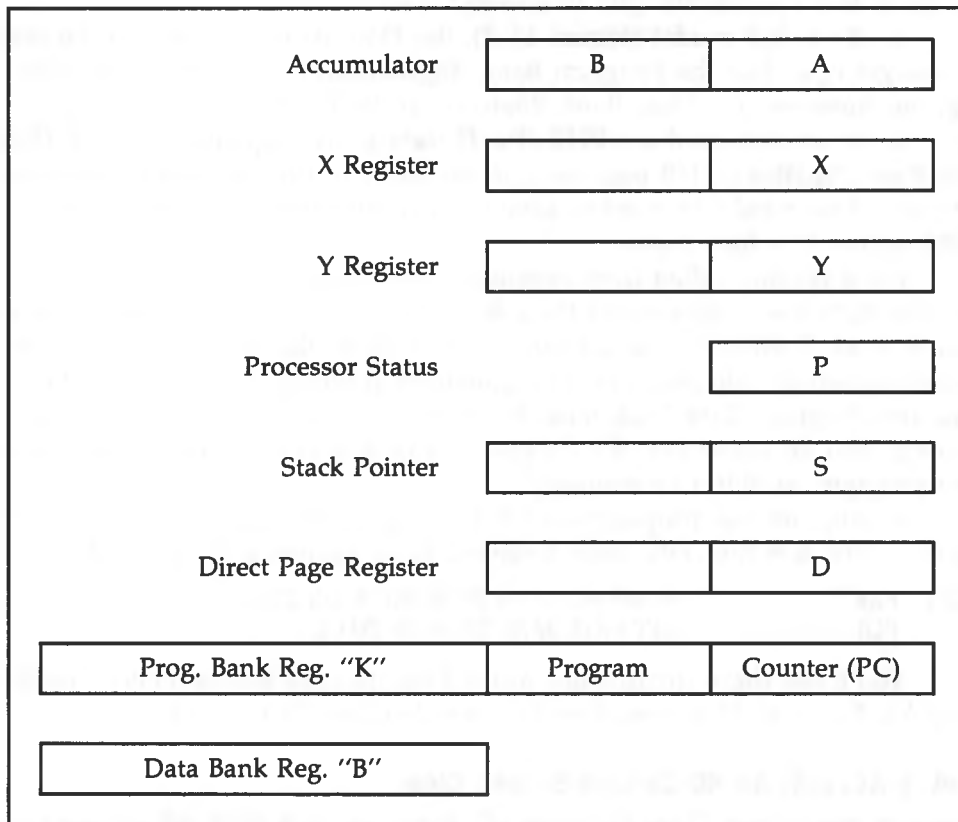 Accumulator B A
X Register X
Y Register Y
Processor Status P
Stack Pointer S
Direct Page Register D
Prog. Bank Reg. "K" Program Counter (PC)
Data Bank Reg. "B"